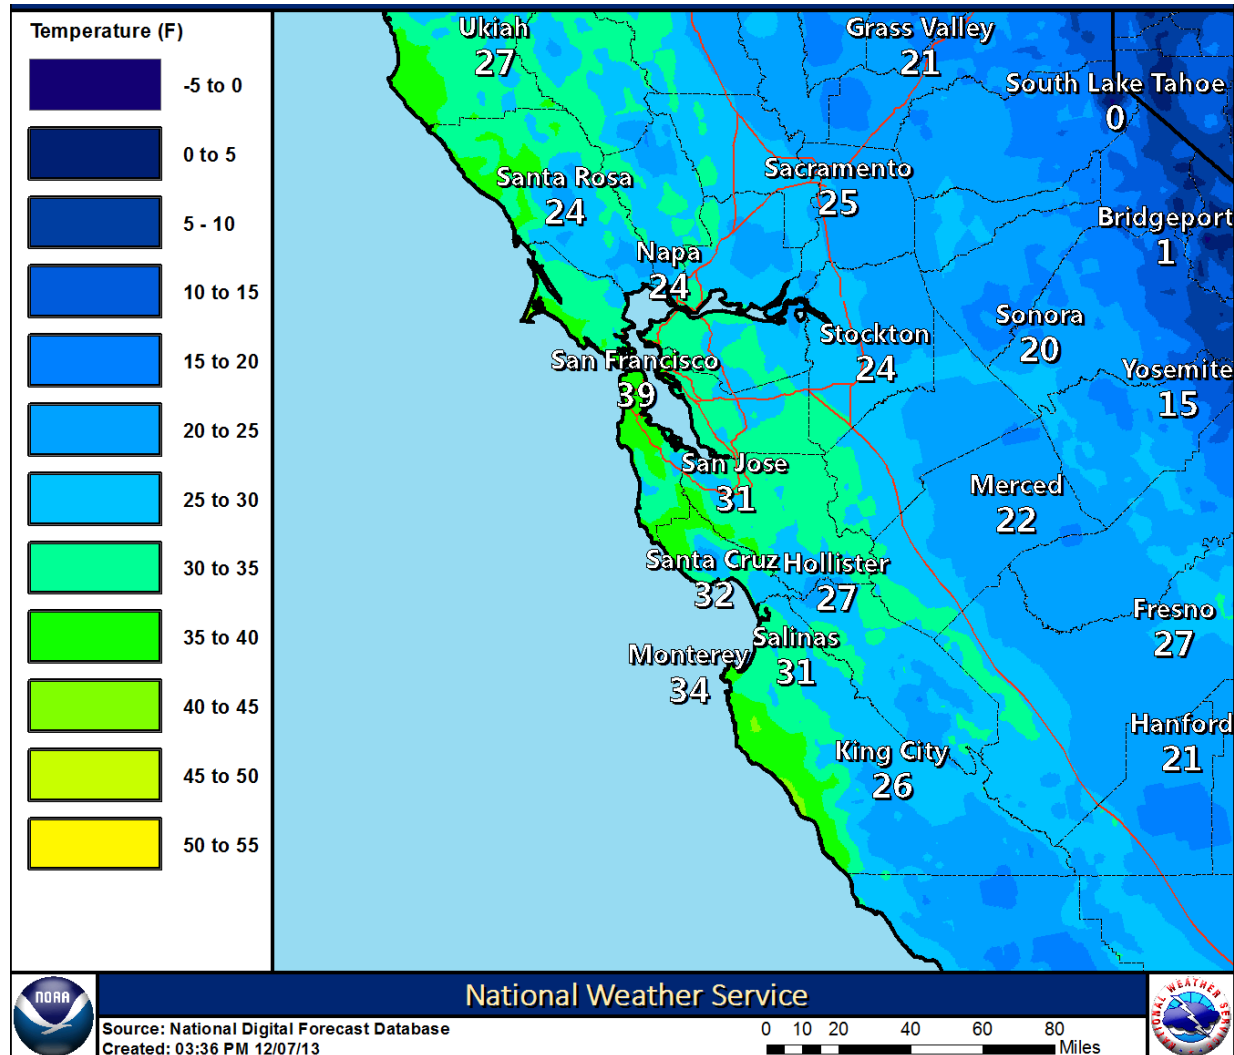 Temperature (F)
-5 to 0
0 to 5
5 - 10
10 to 15
15 to 20
20 to 25
25 to 30
30 to 35
35 to 40
40 to 45
45 to 50
50 to 55
Ukiah
27
Grass Valley
21
South Lake Tahoe
0
Santa Rosa
24
Sacramento
25
Bridgeport
1
Napa
24
San Francisco
39
Stockton
24
Sonora
20
Yosemite
15
San Jose
31
Merced
22
Santa Cruz
32
Hollister
27
Fresno
27
Monterey
34
Salinas
31
King City
26
Hanford
21
NOAA
National Weather Service
Source: National Digital Forecast Database
Created: 03:36 PM 12/07/13
0 10 20 40 60 80
Miles
NATIONAL WEATHER SERVICE